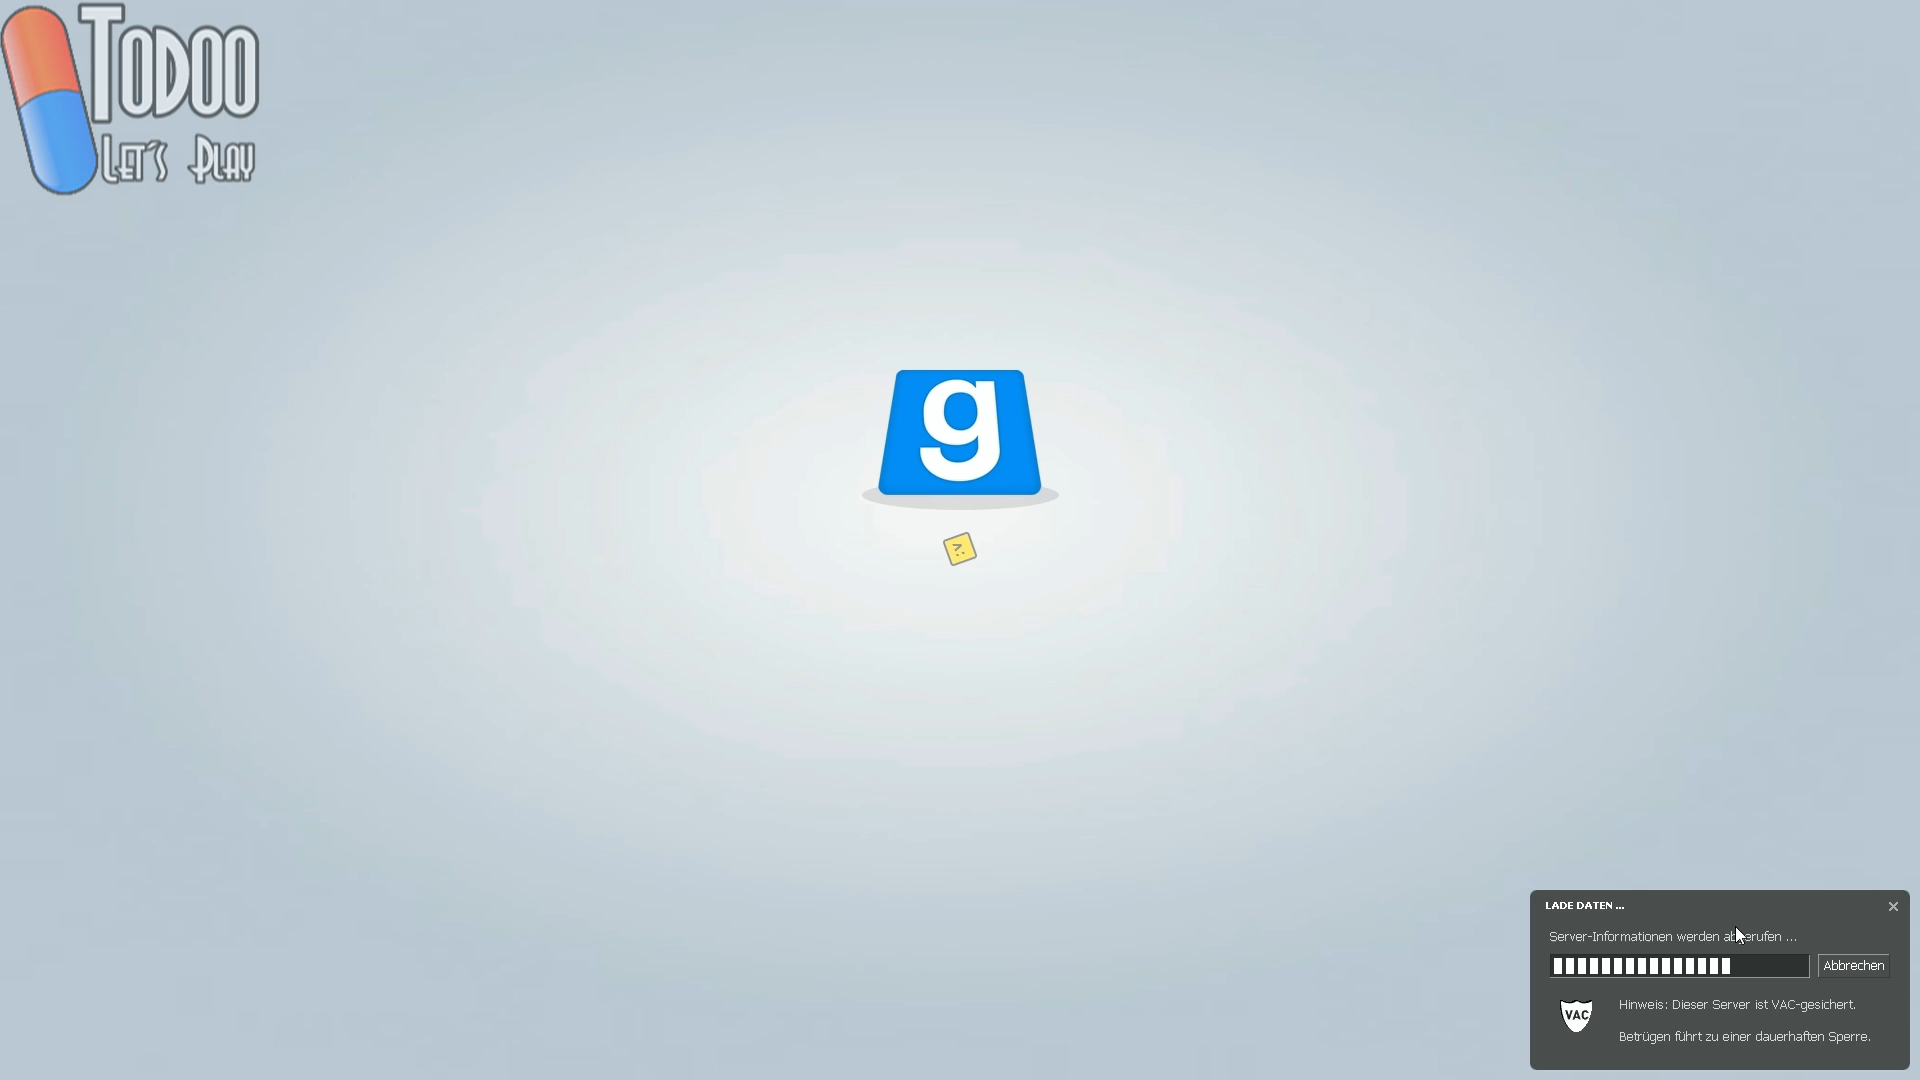 Todoo
Let's Play
g
LADE DATEN ...
Server-Informationen werden abgerufen ...
Abbrechen
VAC
Hinweis: Dieser Server ist VAC-gesichert.
Betrügen führt zu einer dauerhaften Sperre.